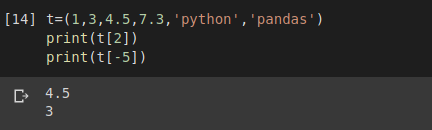 [14] t=(1,3,4.5,7.3,'python','pandas')
print(t[2])
print(t[-5])
4.5
3